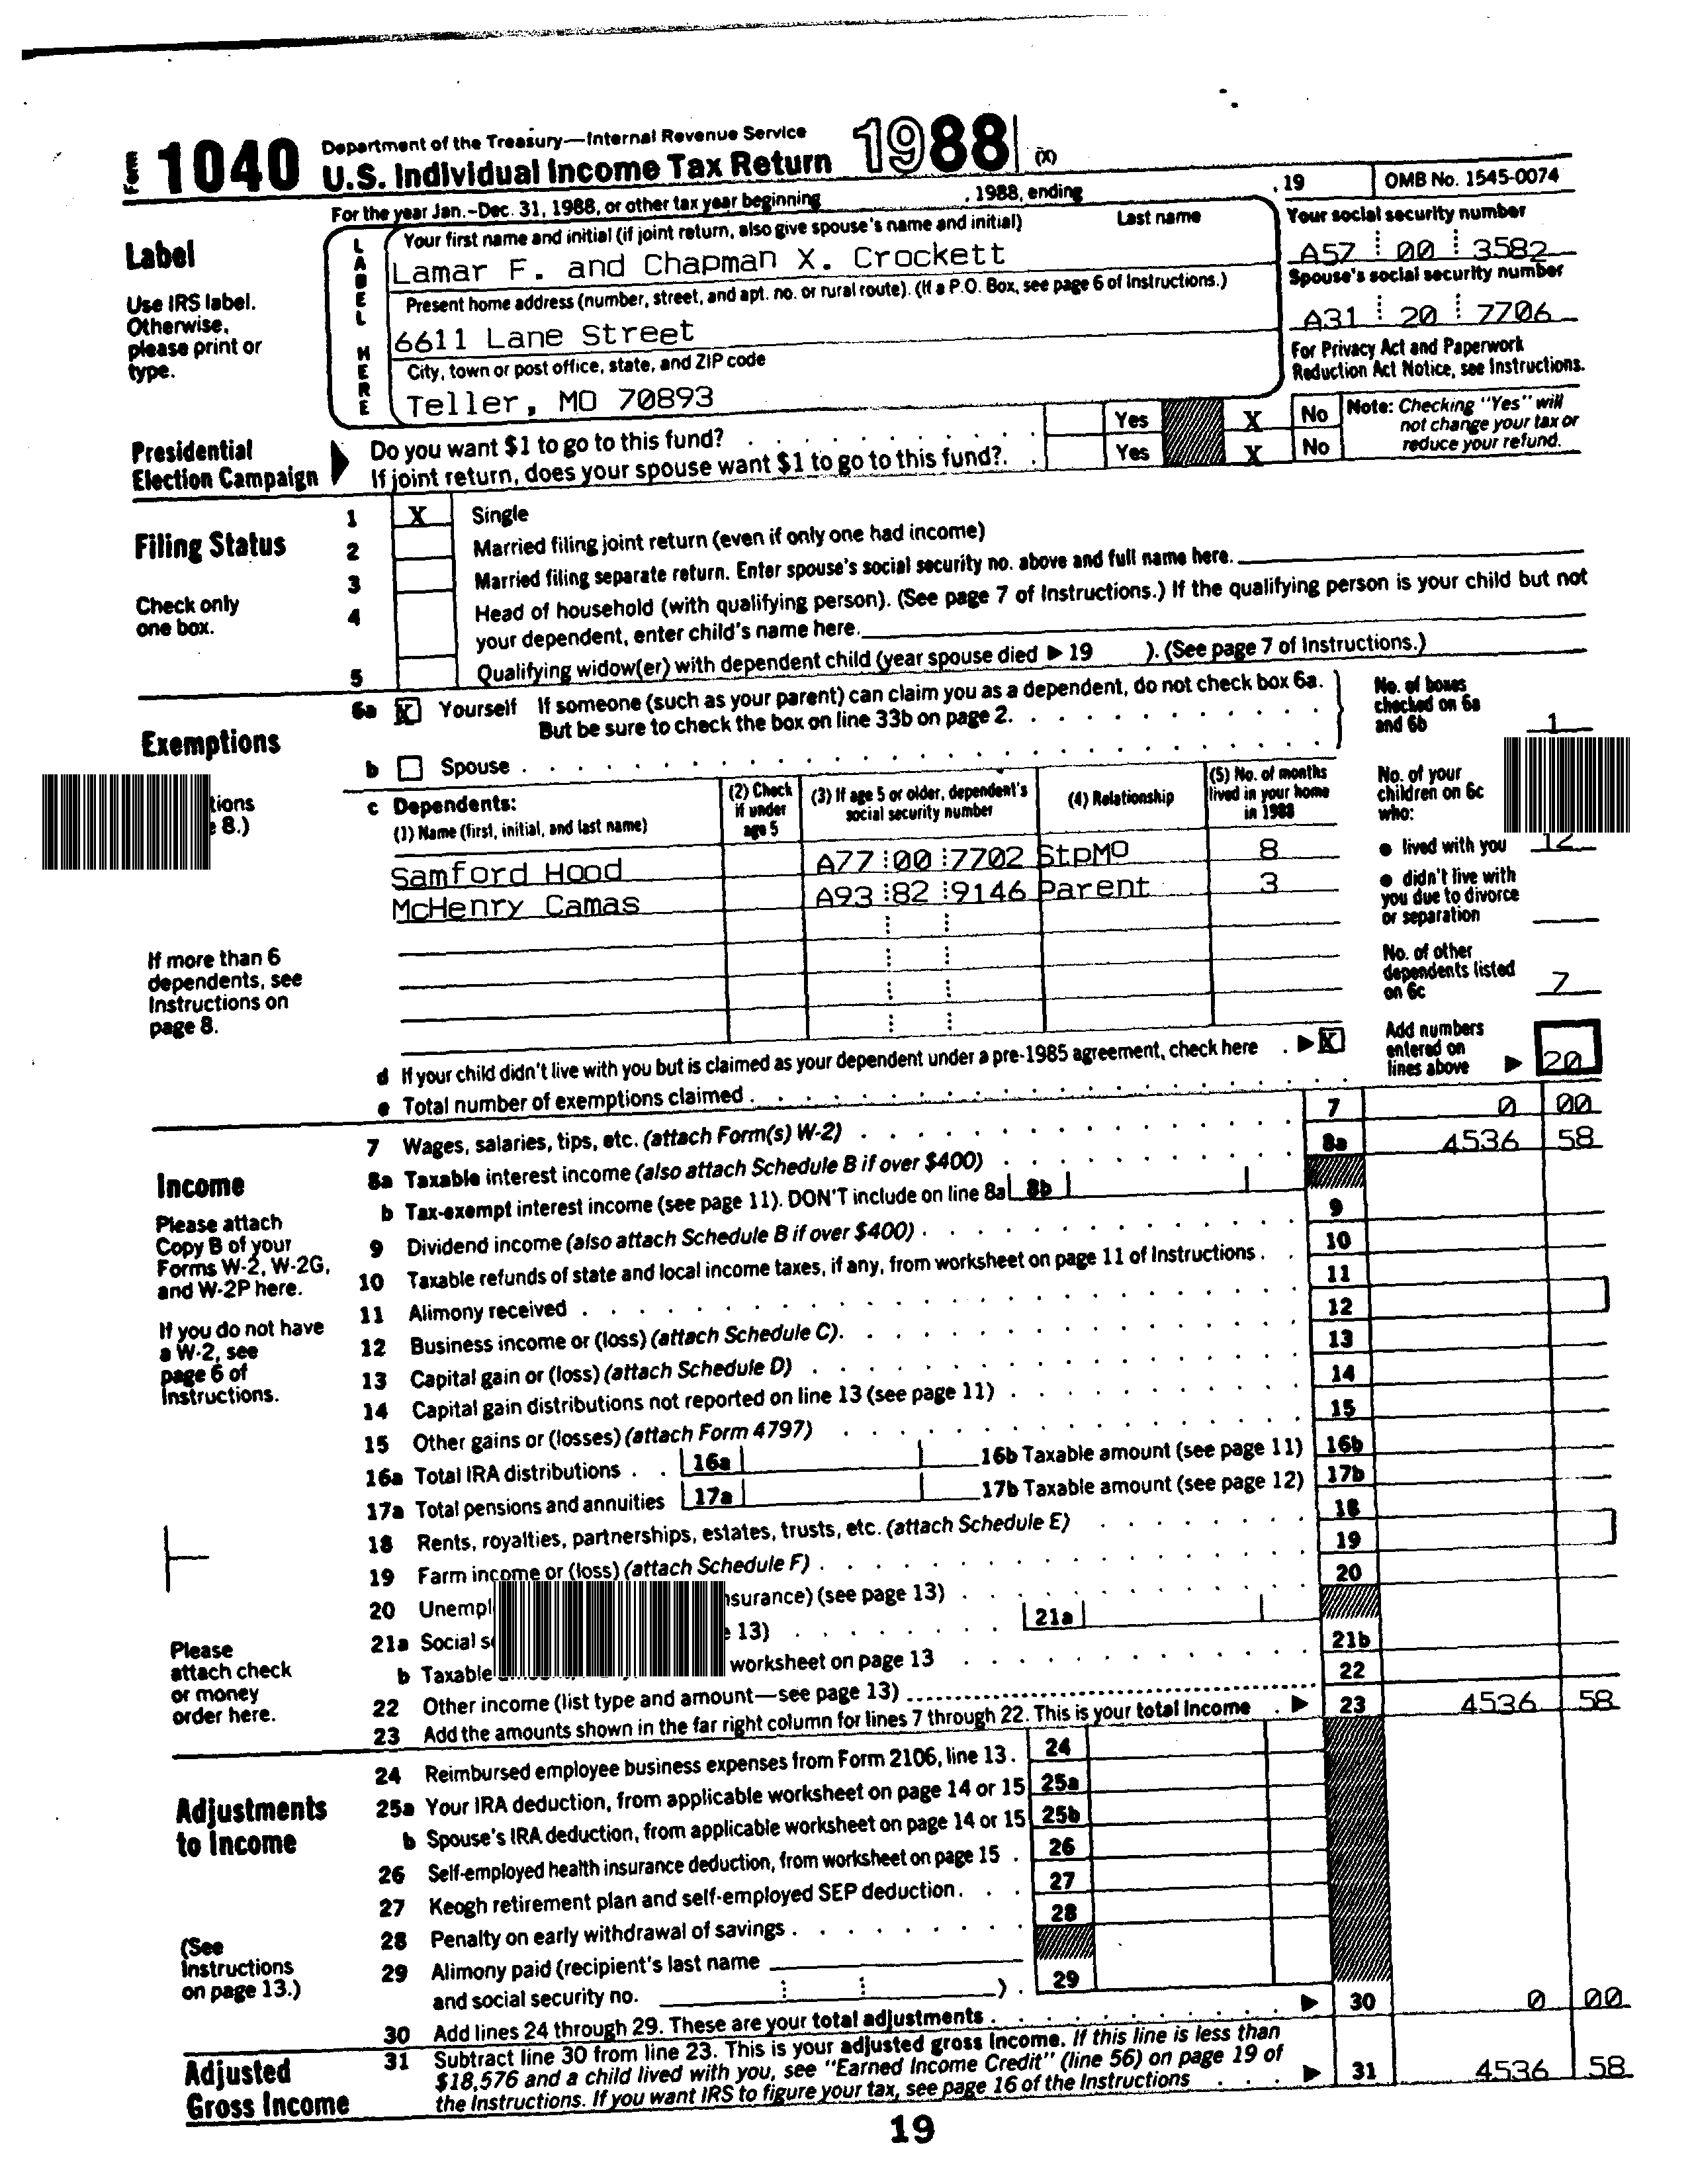 Form 1040 Department of the Treasury—Internal Revenue Service
U.S. Individual Income Tax Return 1988 (X)
For the year Jan.-Dec. 31, 1988, or other tax year beginning , 1988, ending , 19 OMB No. 1545-0074
Label
Use IRS label.
Otherwise,
please print or
type.
LABEL HERE
Your first name and initial (if joint return, also give spouse's name and initial) Last name
Lamar F. and Chapman X. Crockett
Present home address (number, street, and apt. no. or rural route). (If a P.O. Box, see page 6 of Instructions.)
6611 Lane Street
City, town or post office, state, and ZIP code
Teller, MO 70893
Your social security number
A57 00 3582
Spouse's social security number
A31 20 7706
For Privacy Act and Paperwork
Reduction Act Notice, see Instructions.
Presidential
Election Campaign
Do you want $1 to go to this fund? Yes X No
If joint return, does your spouse want $1 to go to this fund?. Yes X No
Note: Checking "Yes" will
not change your tax or
reduce your refund.
Filing Status
Check only
one box.
1 X Single
2 Married filing joint return (even if only one had income)
3 Married filing separate return. Enter spouse's social security no. above and full name here.
4 Head of household (with qualifying person). (See page 7 of Instructions.) If the qualifying person is your child but not
your dependent, enter child's name here.
5 Qualifying widow(er) with dependent child (year spouse died ▶ 19 ). (See page 7 of Instructions.)
Exemptions
tions
8.)
If more than 6
dependents, see
Instructions on
page 8.
6a X Yourself If someone (such as your parent) can claim you as a dependent, do not check box 6a.
But be sure to check the box on line 33b on page 2.
b Spouse
c Dependents:
(1) Name (first, initial, and last name)
(2) Check
if under
age 5
(3) If age 5 or older, dependent's
social security number
(4) Relationship
(5) No. of months
lived in your home
in 1988
Samford Hood A77 00 7702 StpMO 8
McHenry Camas A93 82 9146 Parent 3
No. of boxes
checked on 6a
and 6b 1
No. of your
children on 6c
who:
● lived with you 12
● didn't live with
you due to divorce
or separation
No. of other
dependents listed
on 6c 7
d If your child didn't live with you but is claimed as your dependent under a pre-1985 agreement, check here ▶ X
e Total number of exemptions claimed
Add numbers
entered on
lines above ▶ 20
Income
Please attach
Copy B of your
Forms W-2, W-2G,
and W-2P here.
If you do not have
a W-2, see
page 6 of
Instructions.
Please
attach check
or money
order here.
7 Wages, salaries, tips, etc. (attach Form(s) W-2) 7 0 00
8a Taxable interest income (also attach Schedule B if over $400) 8a 4536 58
b Tax-exempt interest income (see page 11). DON'T include on line 8a 8b
9 Dividend income (also attach Schedule B if over $400) 9
10 Taxable refunds of state and local income taxes, if any, from worksheet on page 11 of Instructions 10
11 Alimony received 11
12 Business income or (loss) (attach Schedule C). 12
13 Capital gain or (loss) (attach Schedule D) 13
14 Capital gain distributions not reported on line 13 (see page 11) 14
15 Other gains or (losses) (attach Form 4797) 15
16a Total IRA distributions 16a 16b Taxable amount (see page 11) 16b
17a Total pensions and annuities 17a 17b Taxable amount (see page 12) 17b
18 Rents, royalties, partnerships, estates, trusts, etc. (attach Schedule E) 18
19 Farm income or (loss) (attach Schedule F) 19
20 Unempl nsurance) (see page 13) 20
21a Social s 13) 21a
b Taxable worksheet on page 13 21b
22 Other income (list type and amount—see page 13) 22
23 Add the amounts shown in the far right column for lines 7 through 22. This is your total income ▶ 23 4536 58
Adjustments
to Income
(See
Instructions
on page 13.)
24 Reimbursed employee business expenses from Form 2106, line 13. 24
25a Your IRA deduction, from applicable worksheet on page 14 or 15 25a
b Spouse's IRA deduction, from applicable worksheet on page 14 or 15 25b
26 Self-employed health insurance deduction, from worksheet on page 15 26
27 Keogh retirement plan and self-employed SEP deduction. 27
28 Penalty on early withdrawal of savings 28
29 Alimony paid (recipient's last name
and social security no. ). 29
30 Add lines 24 through 29. These are your total adjustments ▶ 30 0 00
Adjusted
Gross Income
31 Subtract line 30 from line 23. This is your adjusted gross income. If this line is less than
$18,576 and a child lived with you, see "Earned Income Credit" (line 56) on page 19 of
the Instructions. If you want IRS to figure your tax, see page 16 of the Instructions ▶ 31 4536 58
19